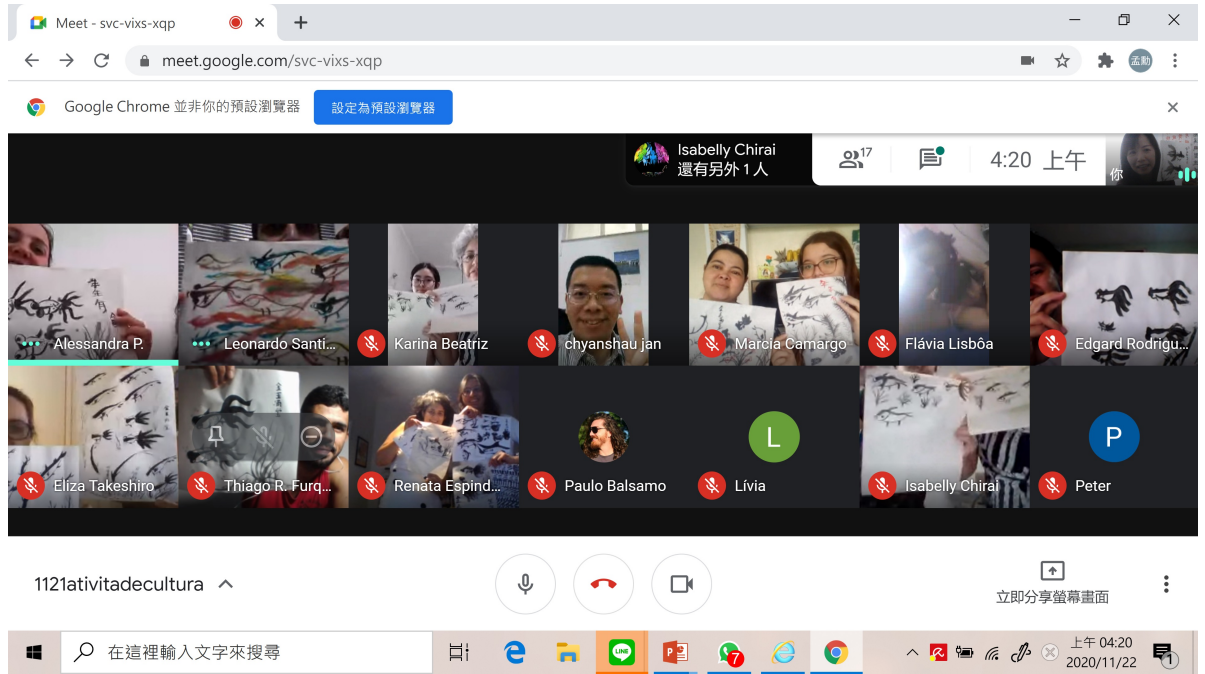 Meet - svc-vixs-xqp
meet.google.com/svc-vixs-xqp
孟勳
Google Chrome 並非你的預設瀏覽器
設定為預設瀏覽器
Isabelly Chirai
還有另外 1 人
17
4:20 上午
你
Alessandra P.
Leonardo Santi...
Karina Beatriz
chyanshau jan
Marcia Camargo
Flávia Lisbôa
Edgard Rodrigu...
Eliza Takeshiro
Thiago R. Furq...
Renata Espind...
Paulo Balsamo
L
Lívia
Isabelly Chirai
P
Peter
1121ativitadecultura
立即分享螢幕畫面
在這裡輸入文字來搜尋
LINE
7
上午 04:20
2020/11/22
1